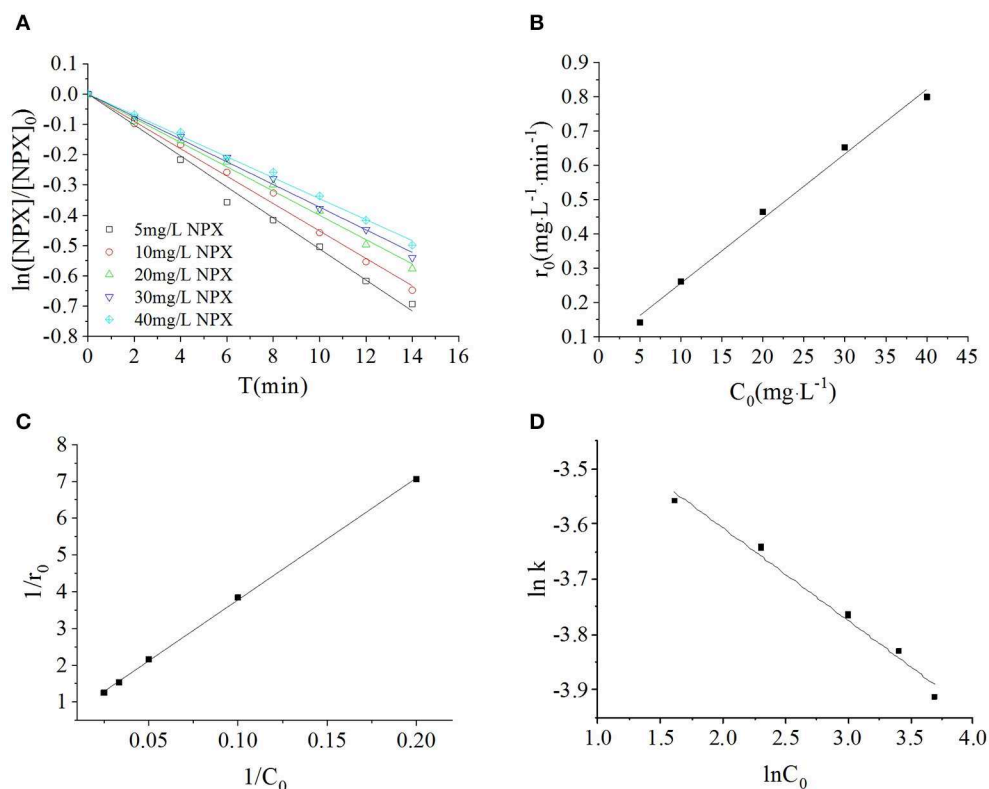 A
0.1
0.0
-0.1
-0.2
-0.3
-0.4
-0.5
-0.6
-0.7
-0.8
0 2 4 6 8 10 12 14 16
ln([NPX]/[NPX]₀)
T(min)
5mg/L NPX
10mg/L NPX
20mg/L NPX
30mg/L NPX
40mg/L NPX
B
0.9
0.8
0.7
0.6
0.5
0.4
0.3
0.2
0.1
0 5 10 15 20 25 30 35 40 45
r₀(mg·L⁻¹·min⁻¹)
C₀(mg·L⁻¹)
C
8
7
6
5
4
3
2
1
0.05 0.10 0.15 0.20
1/r₀
1/C₀
D
-3.5
-3.6
-3.7
-3.8
-3.9
1.0 1.5 2.0 2.5 3.0 3.5 4.0
ln k
lnC₀